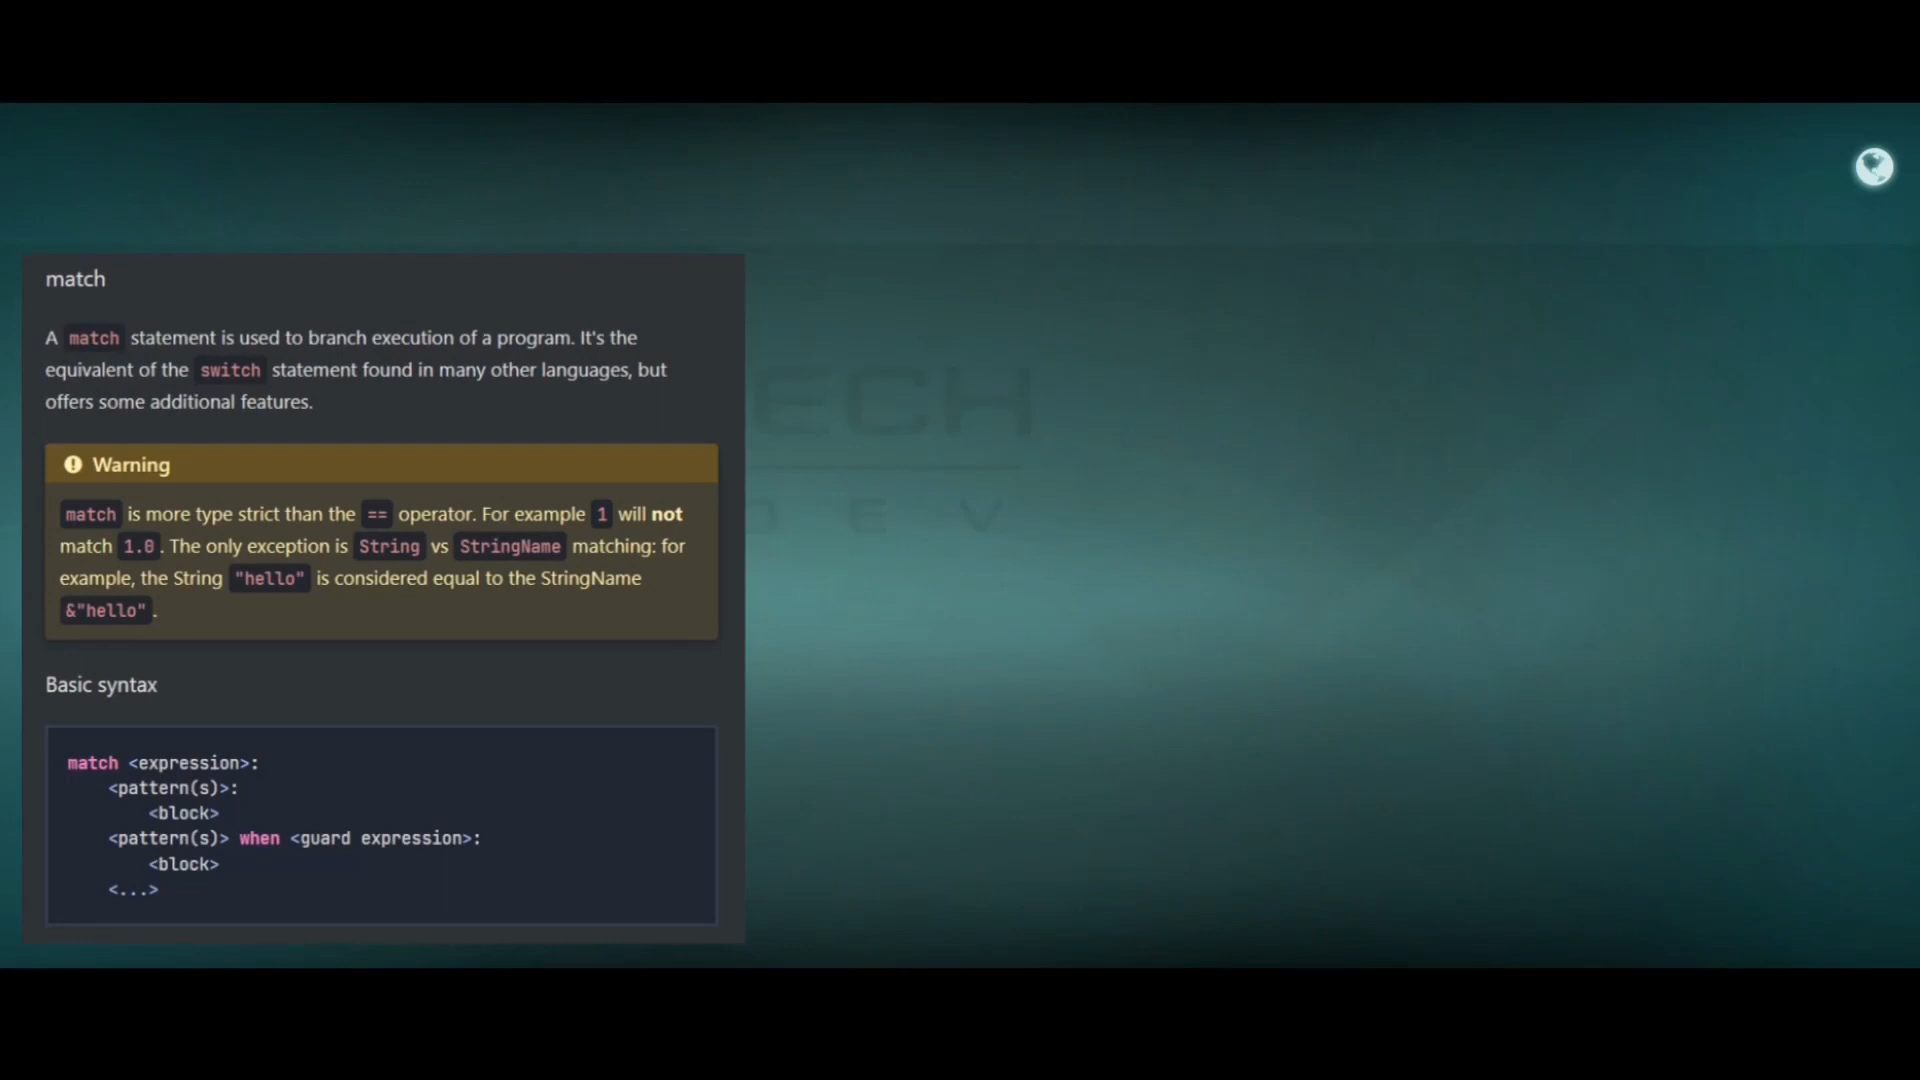 match
A match statement is used to branch execution of a program. It's the
equivalent of the switch statement found in many other languages, but
offers some additional features.
Warning
match is more type strict than the == operator. For example 1 will not
match 1.0. The only exception is String vs StringName matching: for
example, the String "hello" is considered equal to the StringName
&"hello".
Basic syntax
match <expression>:
    <pattern(s)>:
        <block>
    <pattern(s)> when <guard expression>:
        <block>
    <...>
ECH
E V